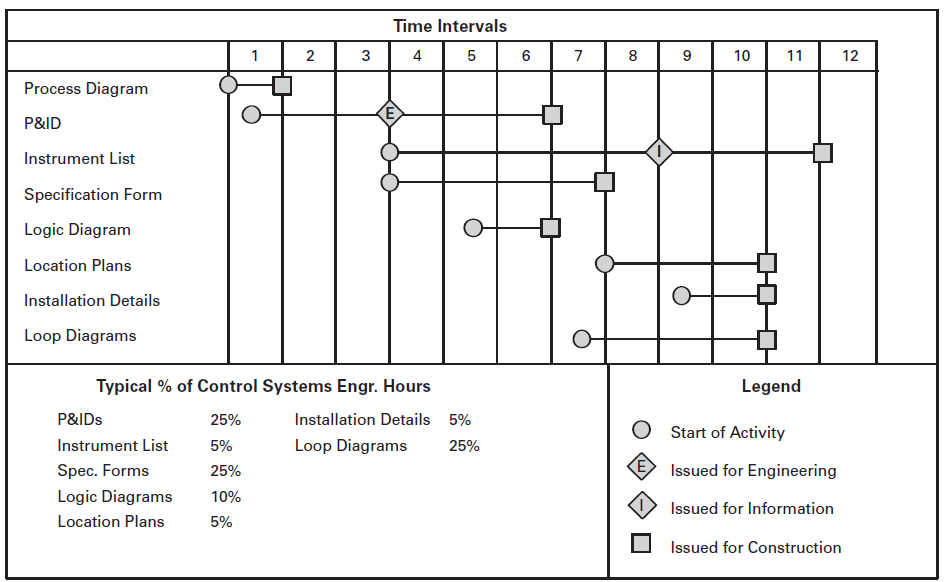 Time Intervals
1 2 3 4 5 6 7 8 9 10 11 12
Process Diagram
P&ID
E
Instrument List
I
Specification Form
Logic Diagram
Location Plans
Installation Details
Loop Diagrams
Typical % of Control Systems Engr. Hours
P&IDs 25% Installation Details 5%
Instrument List 5% Loop Diagrams 25%
Spec. Forms 25%
Logic Diagrams 10%
Location Plans 5%
Legend
Start of Activity
E Issued for Engineering
I Issued for Information
Issued for Construction